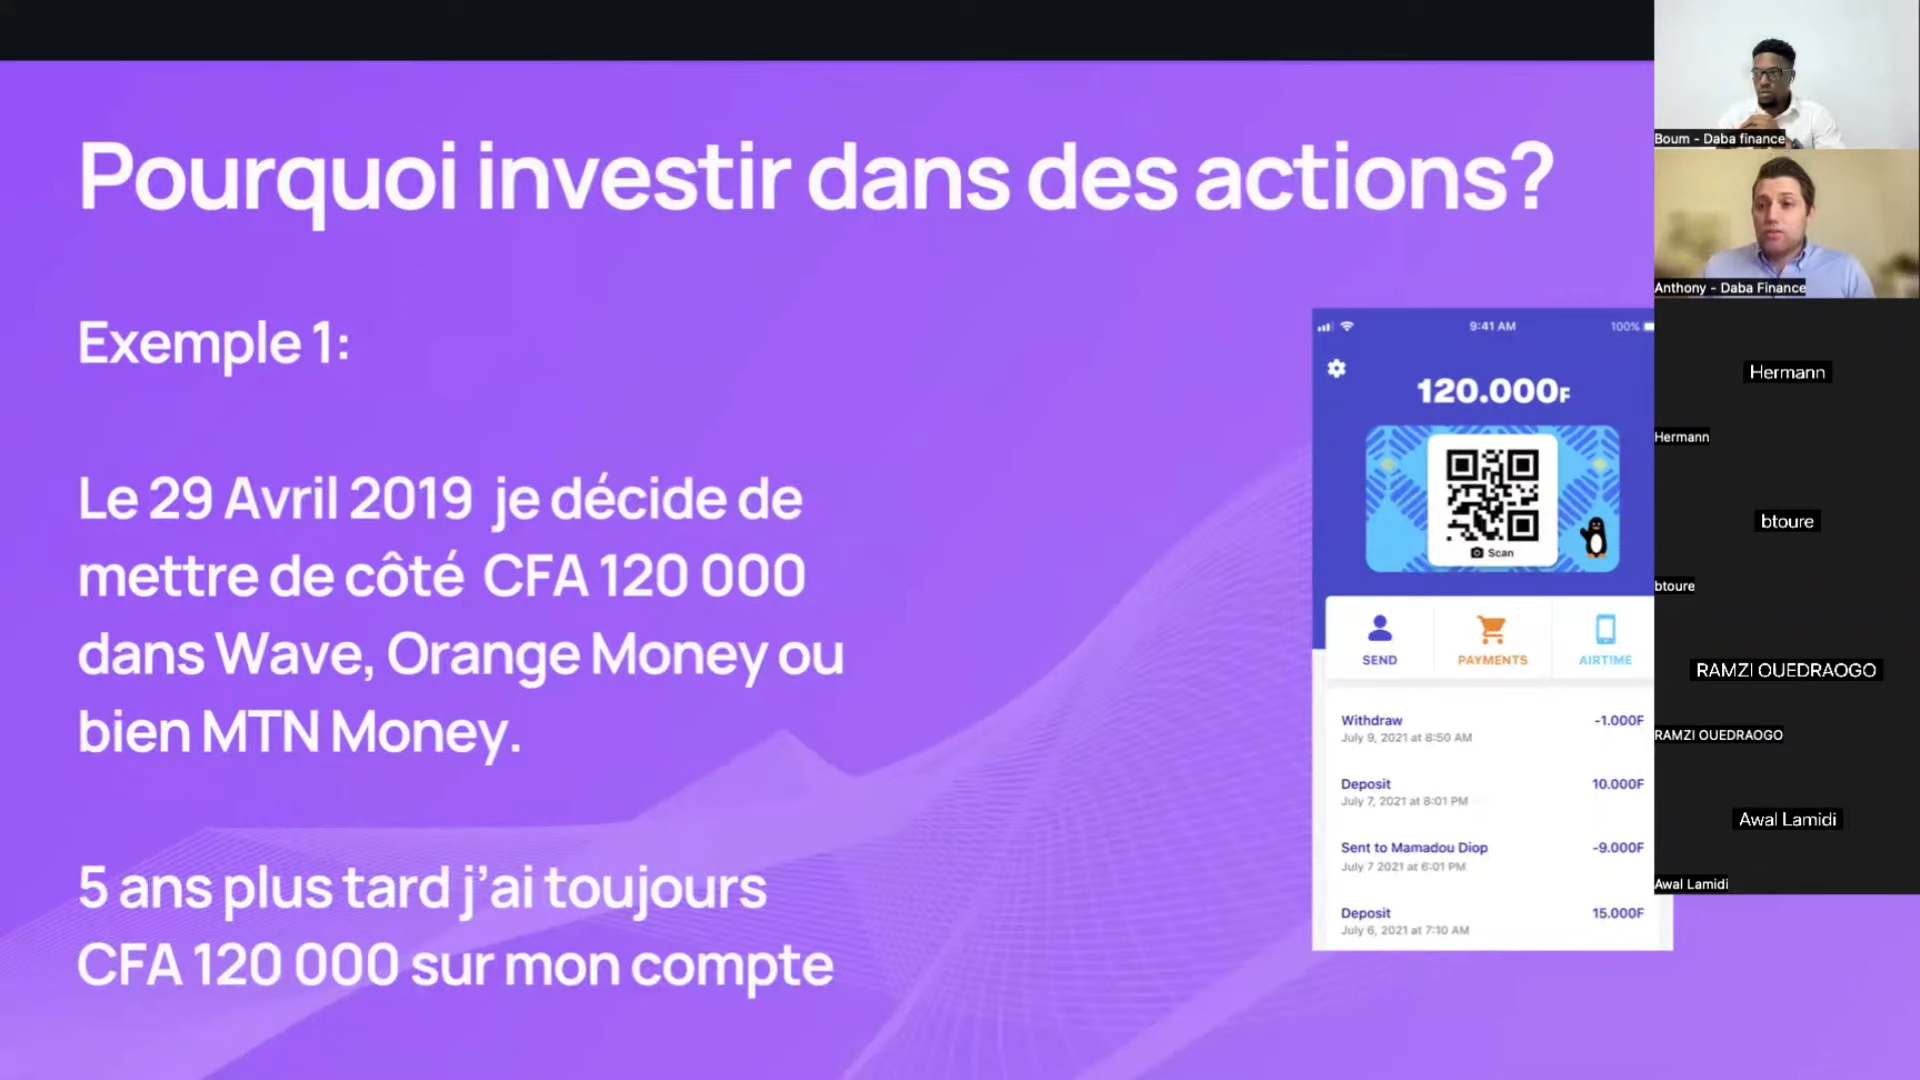 Pourquoi investir dans des actions?
Exemple 1:
Le 29 Avril 2019 je décide de
mettre de côté CFA 120 000
dans Wave, Orange Money ou
bien MTN Money.
5 ans plus tard j'ai toujours
CFA 120 000 sur mon compte
9:41 AM
100%
120.000F
Scan
SEND
PAYMENTS
AIRTIME
Withdraw -1.000F
July 9, 2021 at 8:50 AM
Deposit 10.000F
July 7, 2021 at 8:01 PM
Sent to Mamadou Diop -9.000F
July 7 2021 at 6:01 PM
Deposit 15.000F
July 6, 2021 at 7:10 AM
Boum - Daba finance
Anthony - Daba Finance
Hermann
Hermann
btoure
btoure
RAMZI OUEDRAOGO
RAMZI OUEDRAOGO
Awal Lamidi
Awal Lamidi